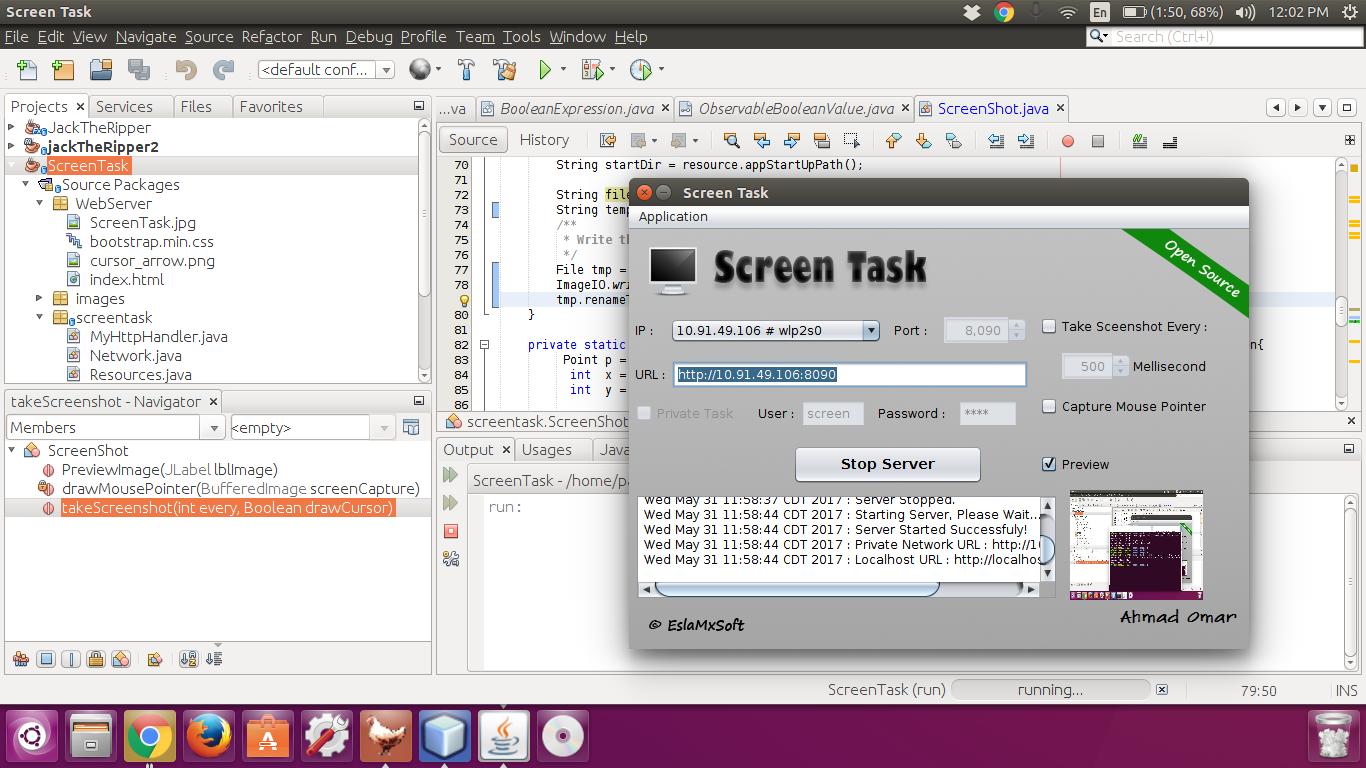 Screen Task
En
(1:50, 68%)
12:02 PM
File Edit View Navigate Source Refactor Run Debug Profile Team Tools Window Help
Search (Ctrl+I)
<default conf...
Projects
Services
Files
Favorites
JackTheRipper
jackTheRipper2
ScreenTask
Source Packages
WebServer
ScreenTask.jpg
bootstrap.min.css
cursor_arrow.png
index.html
images
screentask
MyHttpHandler.java
Network.java
Resources.java
takeScreenshot - Navigator
Members
<empty>
ScreenShot
PreviewImage(JLabel lblImage)
drawMousePointer(BufferedImage screenCapture)
takeScreenshot(int every, Boolean drawCursor)
...va
BooleanExpression.java
ObservableBooleanValue.java
ScreenShot.java
Source
History
70 String startDir = resource.appStartUpPath();
71
72 String file
73 String temp
74 /**
75 * Write th
76 */
77 File tmp =
78 ImageIO.wri
79 tmp.renameT
80 }
81
82 private static
83 Point p =
84 int x =
85 int y =
86
n{
screentask.ScreenShot
Output
Usages
Java
ScreenTask - /home/pa
run:
Screen Task
Application
Screen Task
Open Source
IP :
10.91.49.106 # wlp2s0
Port :
8,090
Take Sceenshot Every :
URL :
http://10.91.49.106:8090
500
Mellisecond
Private Task
User :
screen
Password :
****
Capture Mouse Pointer
Stop Server
Preview
Wed May 31 11:58:37 CDT 2017 : Server Stopped.
Wed May 31 11:58:44 CDT 2017 : Starting Server, Please Wait...
Wed May 31 11:58:44 CDT 2017 : Server Started Successfuly!
Wed May 31 11:58:44 CDT 2017 : Private Network URL : http://10
Wed May 31 11:58:44 CDT 2017 : Localhost URL : http://localhos
© EslaMxSoft
Ahmad Omar
ScreenTask (run)
running...
79:50
INS